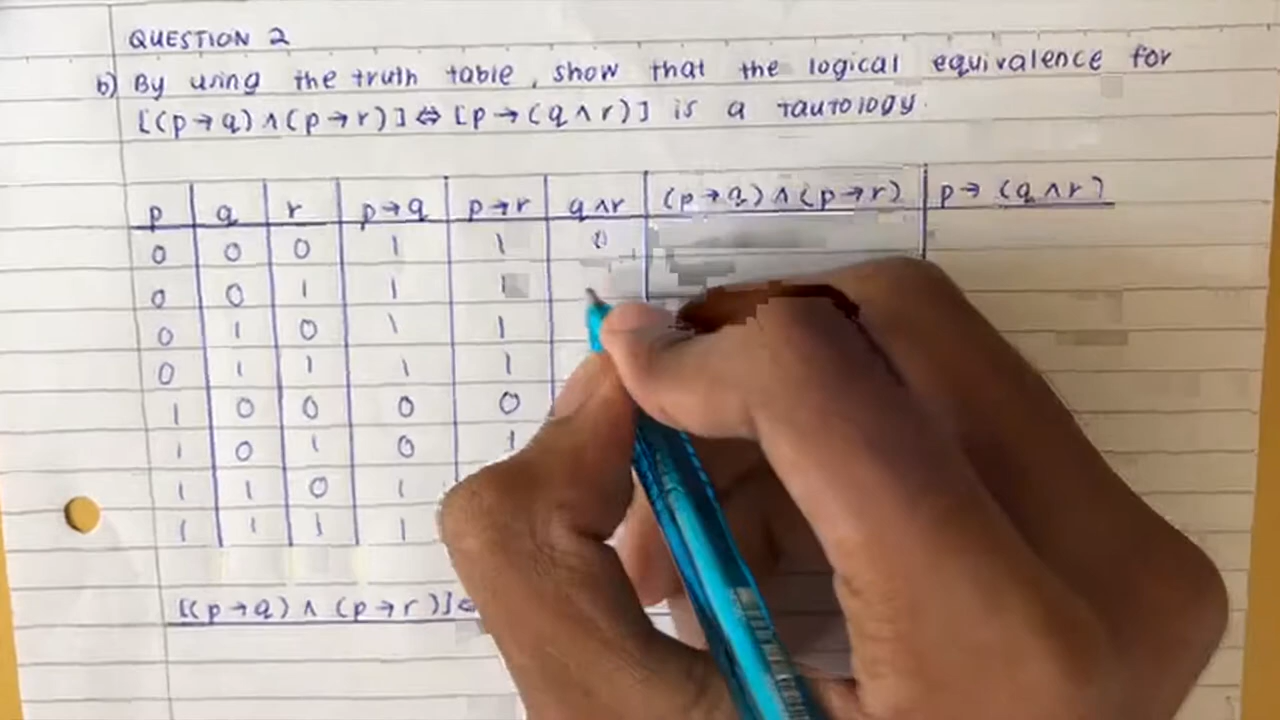 QUESTION 2
b) By using the truth table, show that the logical equivalence for
[(p→q)∧(p→r)]⇔[p→(q∧r)] is a tautology.
p q r p→q p→r q∧r (p→q)∧(p→r) p→(q∧r)
0 0 0 1 1 0
0 0 1 1 1
0 1 0 1 1
0 1 1 1 1
1 0 0 0 0
1 0 1 0 1
1 1 0 1
1 1 1 1
[(p→q)∧(p→r)]